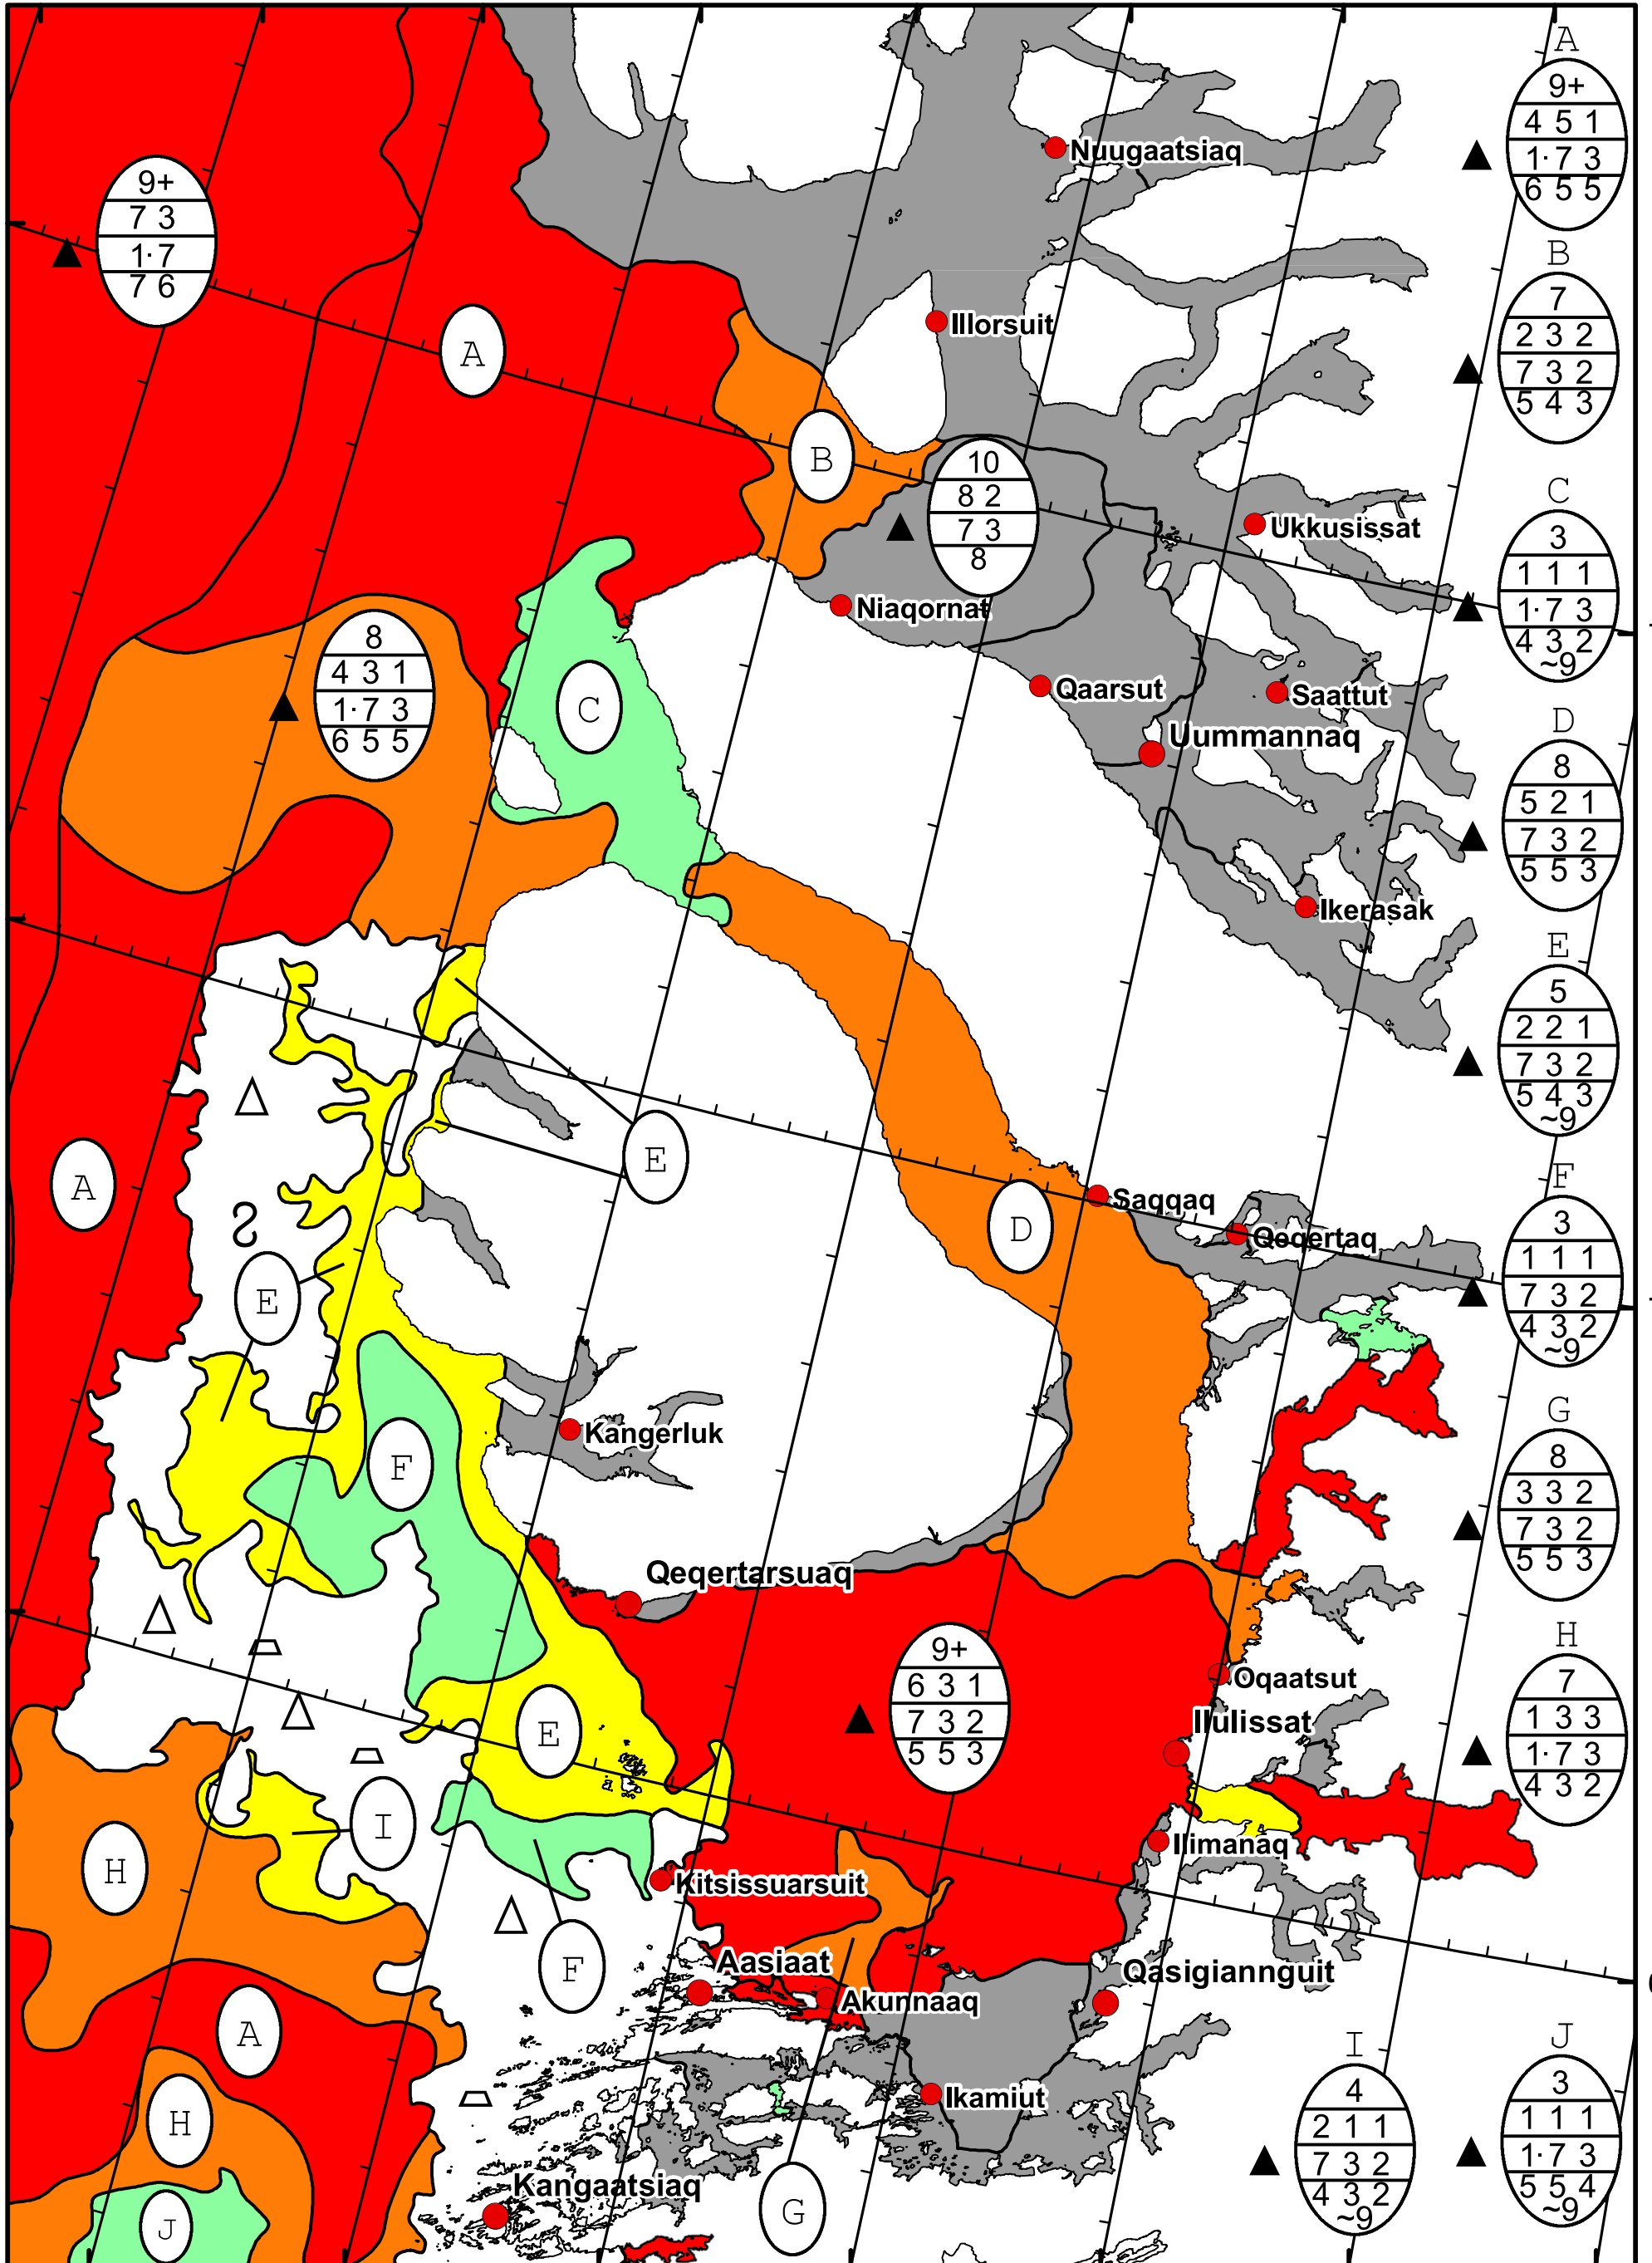 A
9+
4 5 1
1· 7 3
6 5 5
9+
7 3
1· 7
7 6
Nuugaatsiaq
B
7
2 3 2
7 3 2
5 4 3
Illorsuit
A
B
10
8 2
7 3
8
Ukkusissat
C
3
1 1 1
1· 7 3
4 3 2
~9
Niaqornat
8
4 3 1
1· 7 3
6 5 5
C
Qaarsut
Saattut
Uummannaq
D
8
5 2 1
7 3 2
5 5 3
Ikerasak
E
5
2 2 1
7 3 2
5 4 3
~9
A
E
Saqqaq
D
Qeqertaq
F
3
1 1 1
7 3 2
4 3 2
~9
E
Kangerluk
F
G
8
3 3 2
7 3 2
5 5 3
Qeqertarsuaq
9+
6 3 1
7 3 2
5 5 3
Oqaatsut
H
7
1 3 3
1· 7 3
4 3 2
E
Ilulissat
I
Ilimanaq
H
Kitsissuarsuit
F
Aasiaat
Qasigiannguit
Akunnaaq
A
I
4
2 1 1
7 3 2
4 3 2
~9
J
3
1 1 1
1· 7 3
5 5 4
~9
Ikamiut
H
Kangaatsiaq
G
J